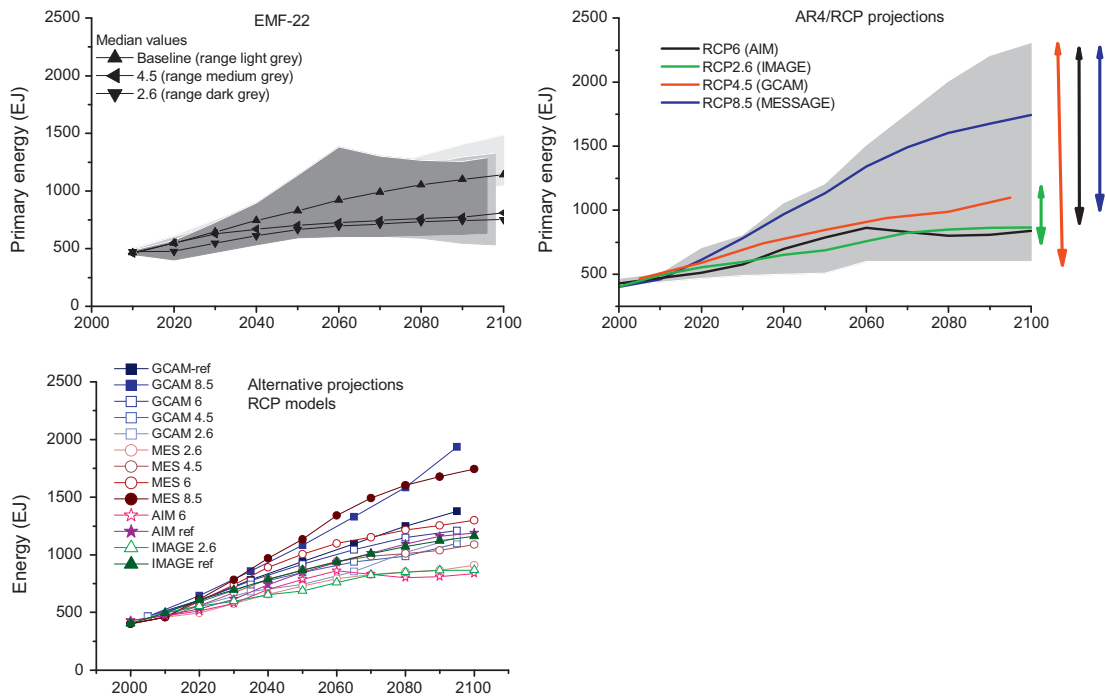 EMF-22
Median values
Baseline (range light grey)
4.5 (range medium grey)
2.6 (range dark grey)
Primary energy (EJ)
2500
2000
1500
1000
500
0
2000 2020 2040 2060 2080 2100
AR4/RCP projections
RCP6 (AIM)
RCP2.6 (IMAGE)
RCP4.5 (GCAM)
RCP8.5 (MESSAGE)
Primary energy (EJ)
2500
2000
1500
1000
500
2000 2020 2040 2060 2080 2100
Alternative projections
RCP models
GCAM-ref
GCAM 8.5
GCAM 6
GCAM 4.5
GCAM 2.6
MES 2.6
MES 4.5
MES 6
MES 8.5
AIM 6
AIM ref
IMAGE 2.6
IMAGE ref
Energy (EJ)
2500
2000
1500
1000
500
0
2000 2020 2040 2060 2080 2100